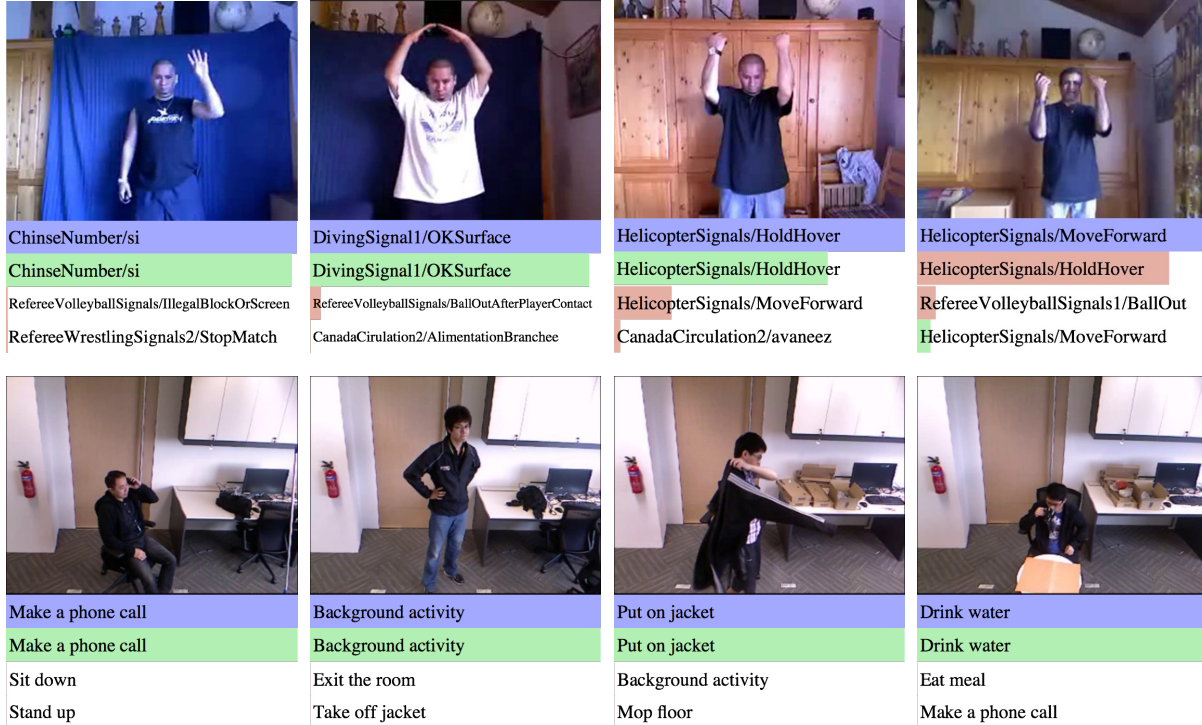 ChinseNumber/si
ChinseNumber/si
RefereeVolleyballSignals/IllegalBlockOrScreen
RefereeWrestlingSignals2/StopMatch
DivingSignal1/OKSurface
DivingSignal1/OKSurface
RefereeVolleyballSignals/BallOutAfterPlayerContact
CanadaCirulation2/AlimentationBranchee
HelicopterSignals/HoldHover
HelicopterSignals/HoldHover
HelicopterSignals/MoveForward
CanadaCirculation2/avaneez
HelicopterSignals/MoveForward
HelicopterSignals/HoldHover
RefereeVolleyballSignals1/BallOut
HelicopterSignals/MoveForward
Make a phone call
Make a phone call
Sit down
Stand up
Background activity
Background activity
Exit the room
Take off jacket
Put on jacket
Put on jacket
Background activity
Mop floor
Drink water
Drink water
Eat meal
Make a phone call